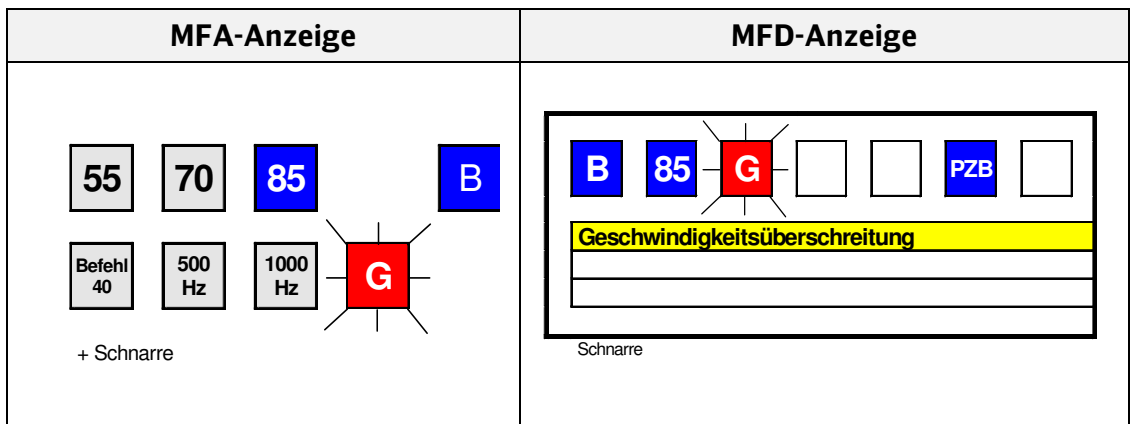 MFA-Anzeige
MFD-Anzeige
55 70 85 B
Befehl 40 500 Hz 1000 Hz G
+ Schnarre
B 85 G PZB
Geschwindigkeitsüberschreitung
Schnarre